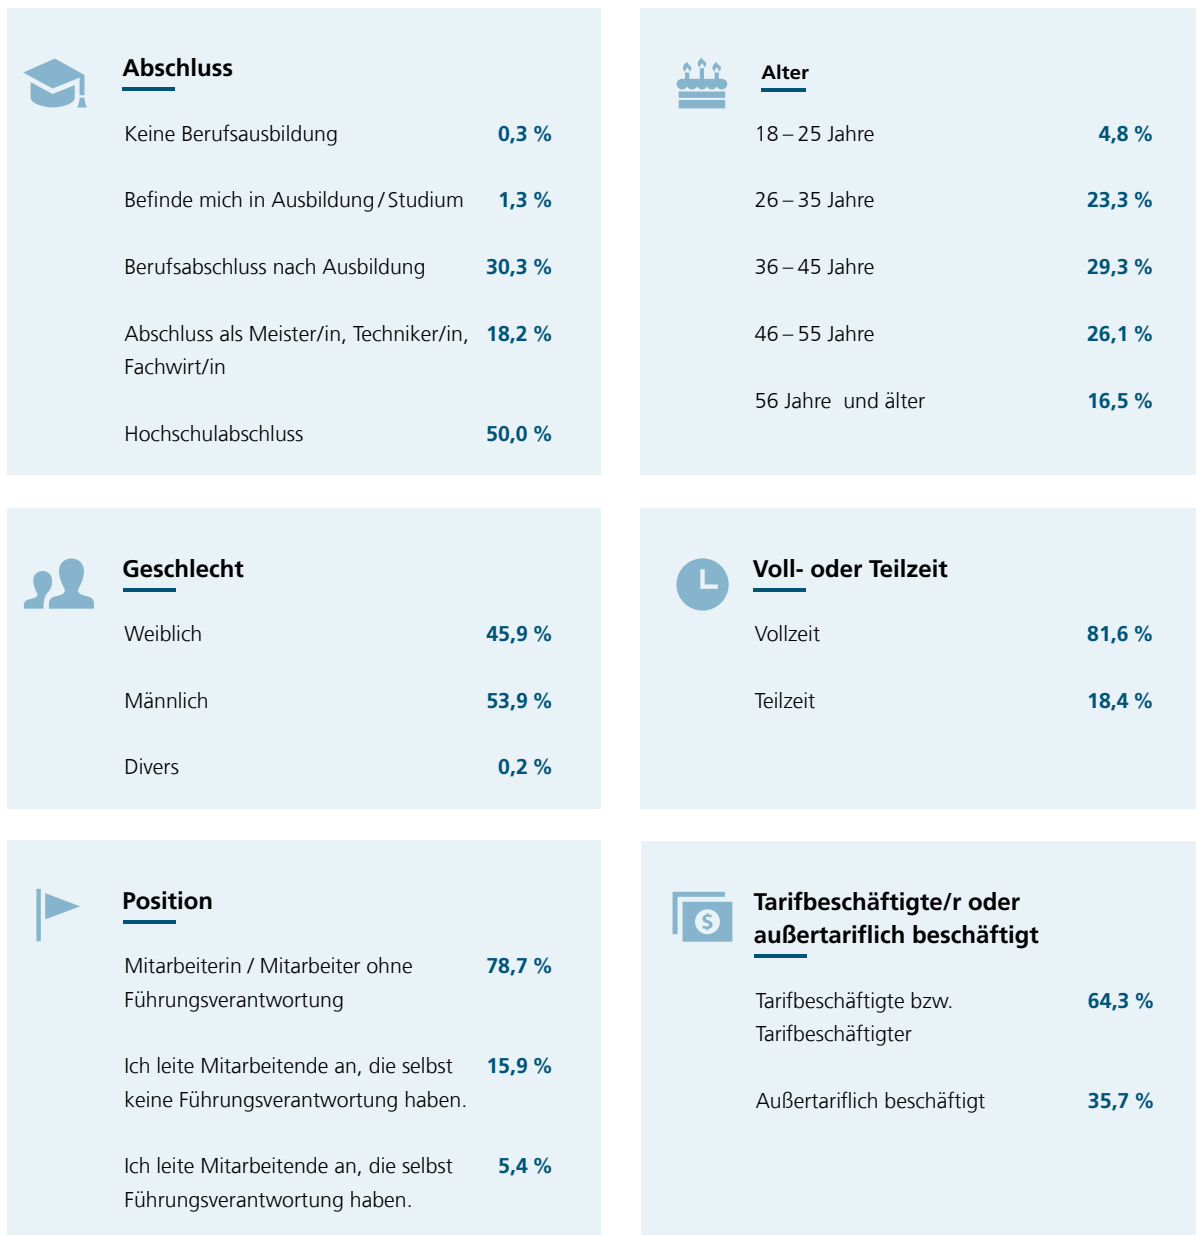 Abschluss
Keine Berufsausbildung 0,3 %
Befinde mich in Ausbildung / Studium 1,3 %
Berufsabschluss nach Ausbildung 30,3 %
Abschluss als Meister/in, Techniker/in, 18,2 %
Fachwirt/in
Hochschulabschluss 50,0 %
Alter
18 – 25 Jahre 4,8 %
26 – 35 Jahre 23,3 %
36 – 45 Jahre 29,3 %
46 – 55 Jahre 26,1 %
56 Jahre und älter 16,5 %
Geschlecht
Weiblich 45,9 %
Männlich 53,9 %
Divers 0,2 %
Voll- oder Teilzeit
Vollzeit 81,6 %
Teilzeit 18,4 %
Position
Mitarbeiterin / Mitarbeiter ohne 78,7 %
Führungsverantwortung
Ich leite Mitarbeitende an, die selbst 15,9 %
keine Führungsverantwortung haben.
Ich leite Mitarbeitende an, die selbst 5,4 %
Führungsverantwortung haben.
$
Tarifbeschäftigte/r oder
außertariflich beschäftigt
Tarifbeschäftigte bzw. 64,3 %
Tarifbeschäftigter
Außertariflich beschäftigt 35,7 %